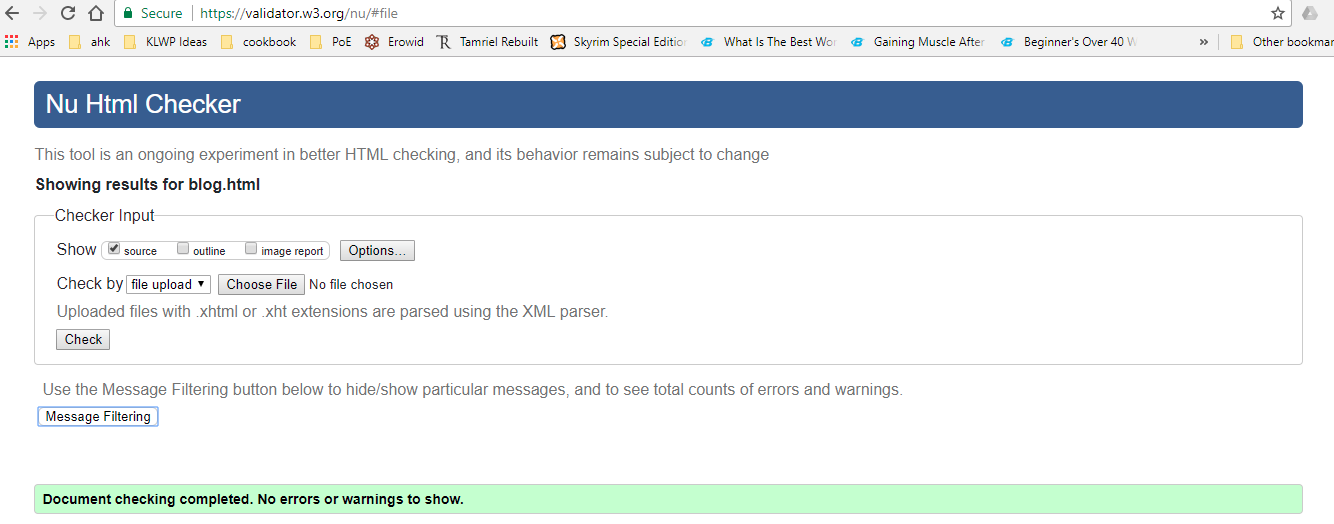 Secure https://validator.w3.org/nu/#file
Apps ahk KLWP Ideas cookbook PoE Erowid Tamriel Rebuilt Skyrim Special Editio What Is The Best Wor Gaining Muscle After Beginner's Over 40 W » Other bookmar
Nu Html Checker
This tool is an ongoing experiment in better HTML checking, and its behavior remains subject to change
Showing results for blog.html
Checker Input
Show source outline image report Options...
Check by file upload Choose File No file chosen
Uploaded files with .xhtml or .xht extensions are parsed using the XML parser.
Check
Use the Message Filtering button below to hide/show particular messages, and to see total counts of errors and warnings.
Message Filtering
Document checking completed. No errors or warnings to show.